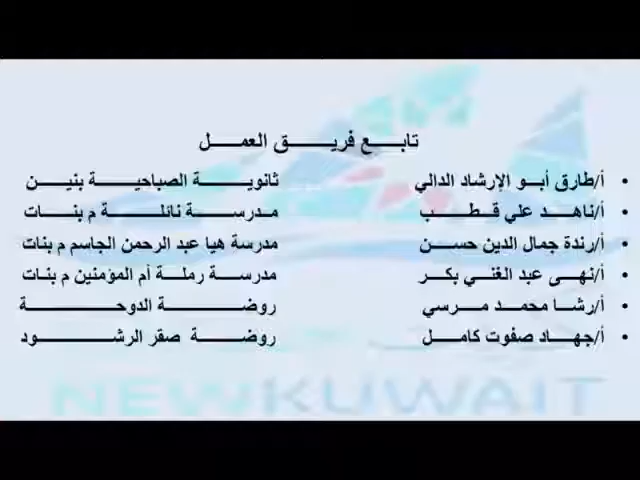 تابع فريق العمل
• أ/طارق أبو الإرشاد الدالي ثانوية الصباحية بنين
• أ/ناهد علي قطب مدرسة نائلة م بنات
• أ/رندة جمال الدين حسن مدرسة هيا عبد الرحمن الجاسم م بنات
• أ/نهى عبد الغني بكر مدرسة رملة أم المؤمنين م بنات
• أ/رشا محمد مرسي روضة الدوحة
• أ/جهاد صفوت كامل روضة صقر الرشود
NEWKUWAIT